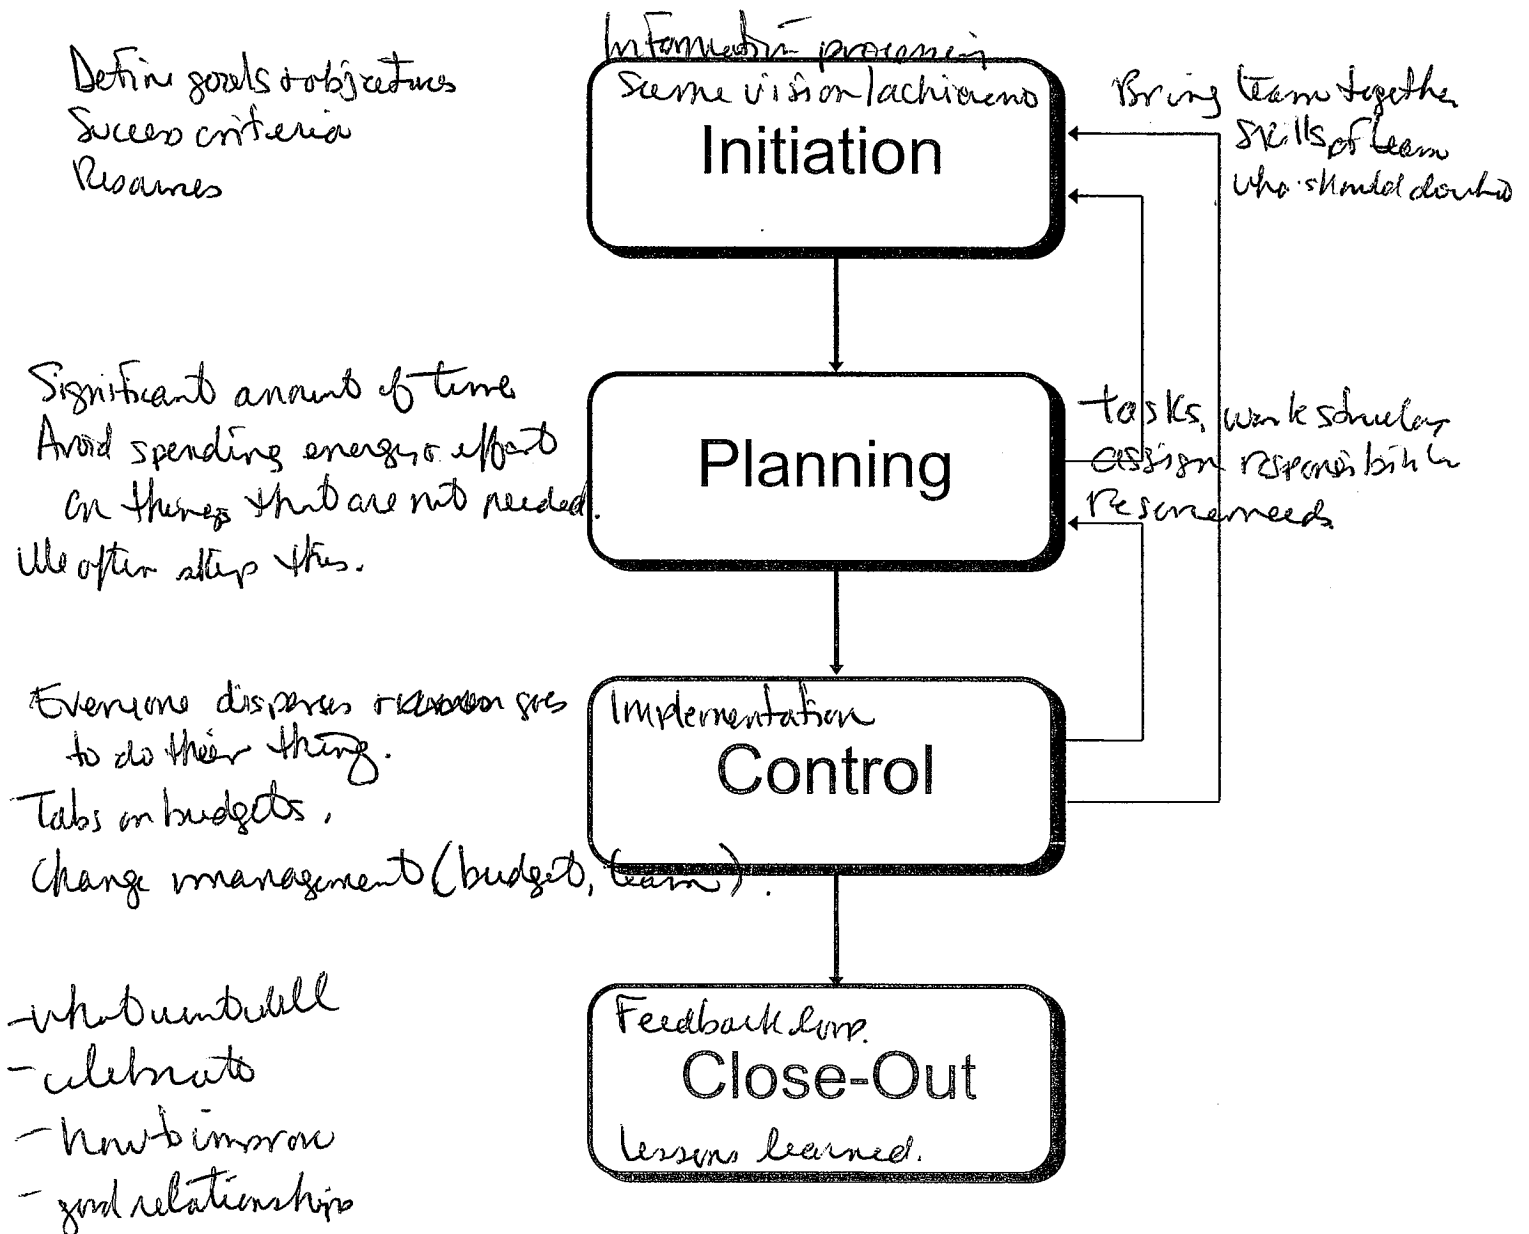 Information processing
Same vision/
Initiation
Define goals + objectives
Success criteria
Resources
Bring team together
skills of team
who should do
Planning
Significant amount of time
Avoid spending energy & effort
on things that are not needed.
We often skip this.
tasks, work
assign
Resource needs
Implementation
Control
Everyone disperses + goes
to do their thing.
Tabs on budgets,
Change management (budget, team).
Feedback loop.
Close-Out
Lessons learned.
- what went well
- celebrate
- how to improve
- good relationships